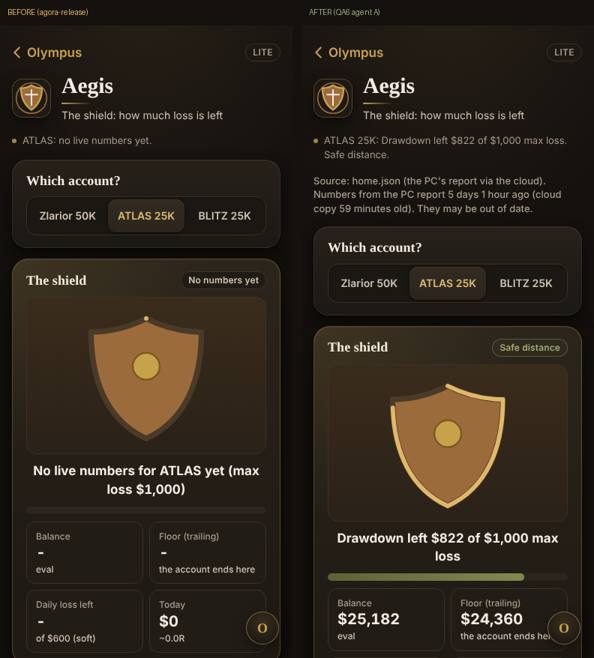 BEFORE (agora-release)
Olympus
LITE
Aegis
The shield: how much loss is left
ATLAS: no live numbers yet.
Which account?
Zlarior 50K
ATLAS 25K
BLITZ 25K
The shield
No numbers yet
No live numbers for ATLAS yet (max
loss $1,000)
Balance
-
eval
Floor (trailing)
-
the account ends here
Daily loss left
-
of $600 (soft)
Today
$0
~0.0R
O
AFTER (QA6 agent A)
Olympus
LITE
Aegis
The shield: how much loss is left
ATLAS 25K: Drawdown left $822 of $1,000 max loss.
Safe distance.
Source: home.json (the PC's report via the cloud).
Numbers from the PC report 5 days 1 hour ago (cloud
copy 59 minutes old). They may be out of date.
Which account?
Zlarior 50K
ATLAS 25K
BLITZ 25K
The shield
Safe distance
Drawdown left $822 of $1,000 max
loss
Balance
$25,182
eval
Floor (trailing)
$24,360
the account ends
O